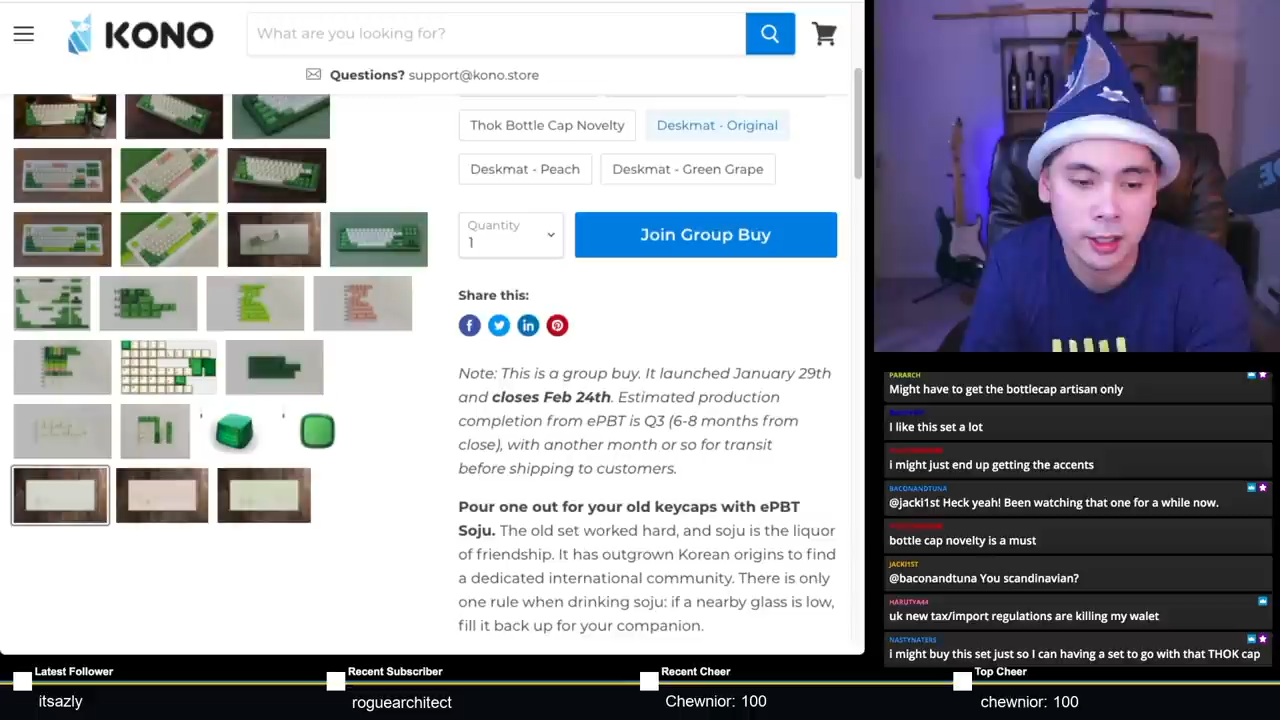 KONO
What are you looking for?
Questions? support@kono.store
Thok Bottle Cap Novelty
Deskmat - Original
Deskmat - Peach
Deskmat - Green Grape
Quantity
1
Join Group Buy
Share this:
Note: This is a group buy. It launched January 29th
and closes Feb 24th. Estimated production
completion from ePBT is Q3 (6-8 months from
close), with another month or so for transit
before shipping to customers.
Pour one out for your old keycaps with ePBT
Soju. The old set worked hard, and soju is the liquor
of friendship. It has outgrown Korean origins to find
a dedicated international community. There is only
one rule when drinking soju: if a nearby glass is low,
fill it back up for your companion.
PARARCH
Might have to get the bottlecap artisan only
I like this set a lot
i might just end up getting the accents
BACONANDTUNA
@jacki1st Heck yeah! Been watching that one for a while now.
bottle cap novelty is a must
JACKI1ST
@baconandtuna You scandinavian?
HARUTYA44
uk new tax/import regulations are killing my wallet
NASTYNATERS
i might buy this set just so I can having a set to go with that THOK cap
Latest Follower
itsazly
Recent Subscriber
roguearchitect
Recent Cheer
Chewnior: 100
Top Cheer
chewnior: 100